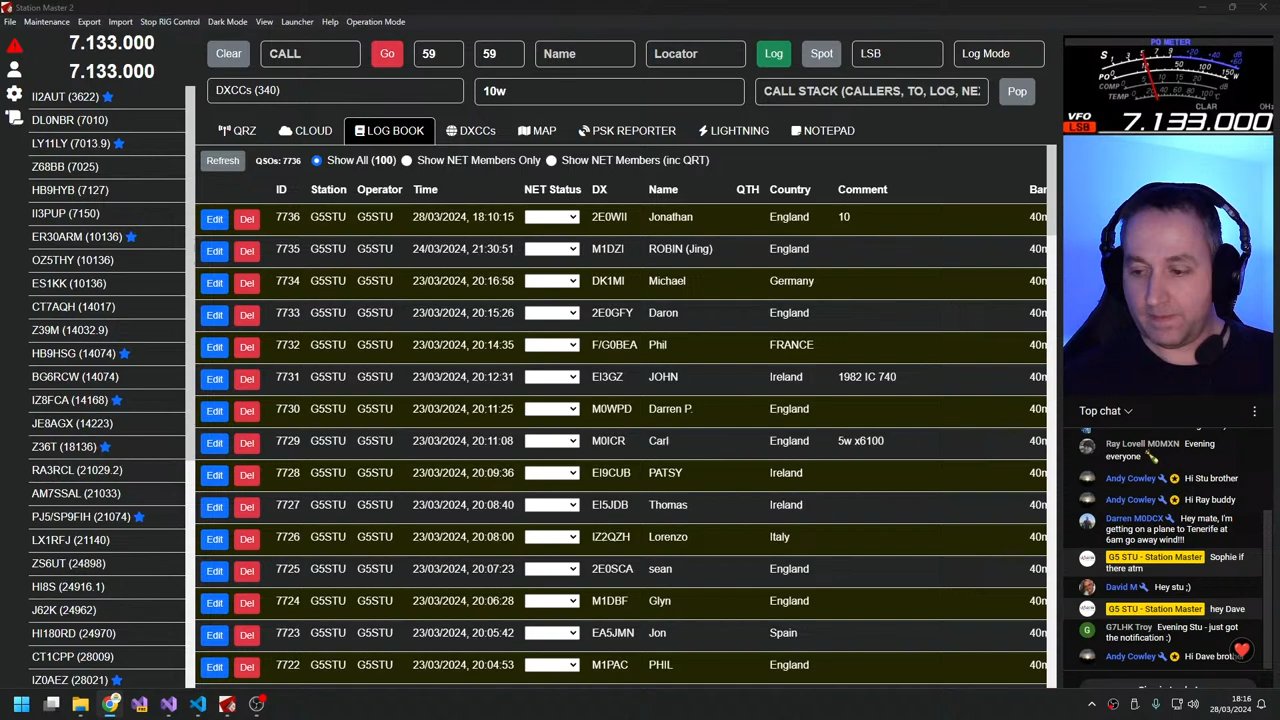 Station Master 2
File Maintenance Export Import Stop RIG Control Dark Mode View Launcher Help Operation Mode
7.133.000
7.133.000
Clear CALL Go 59 59 Name Locator Log Spot LSB Log Mode
DXCCs (340) 10w CALL STACK (CALLERS, TO, LOG, NE Pop
QRZ CLOUD LSB BOOK MAP PSK REPORTER LIGHTNING NOTEPAD
Refresh QSOs: 7736 Show All (100) Show NET Members Only Show NET Members (inc QRT)
ID Station Operator Time NET Status DX Name QTH Country Comment Bar
Edit Del 7736 G5STU G5STU 28/03/2024, 18:10:15 2E0WII Jonathan England 10 40m
Edit Del 7735 G5STU G5STU 24/03/2024, 21:30:51 M1DZI ROBIN (Jing) England 40m
Edit Del 7734 G5STU G5STU 23/03/2024, 20:16:58 DK1MI Michael Germany 40m
Edit Del 7733 G5STU G5STU 23/03/2024, 20:15:26 2E0GFY Daron England 40m
Edit Del 7732 G5STU G5STU 23/03/2024, 20:14:35 F/G0BEA Phil FRANCE 40m
Edit Del 7731 G5STU G5STU 23/03/2024, 20:12:31 EI3GZ JOHN Ireland 1982 IC 740 40m
Edit Del 7730 G5STU G5STU 23/03/2024, 20:11:25 M0WPD Darren P. England 40m
Edit Del 7729 G5STU G5STU 23/03/2024, 20:11:08 M0ICR Carl England 5w x6100 40m
Edit Del 7728 G5STU G5STU 23/03/2024, 20:09:36 EI9CUB PATSY Ireland 40m
Edit Del 7727 G5STU G5STU 23/03/2024, 20:08:40 EI5JDB Thomas Ireland 40m
Edit Del 7726 G5STU G5STU 23/03/2024, IZ2QZH Lorenzo Italy 40m
Edit Del 7725 G5STU G5STU 23/03/2024, 2E0SCA sean England 40m
Edit Del 7724 G5STU G5STU 23/03/2024, M1DBF Glyn England 40m
Edit Del 7723 G5STU G5STU 23/03/2024, 20:05:42 EA5JMN Jon Spain 40m
Edit Del 7722 G5STU G5STU 23/03/2024, 20:04:53 M1PAC PHIL England 40m
II2AUT (3622)
DL0NBR (7010)
LY11LY (7013.9)
Z68BB (7025)
HB9HYB (7127)
II3PUP (7150)
ER30ARM (10136)
OZ5THY (10136)
ES1KK (10136)
CT7AQH (14017)
Z39M (14032.9)
HB9HSG (14074)
BG6RCW (14074)
IZ8FCA (14168)
JE8AGX (14223)
Z36T (18136)
RA3RCL (21029.2)
AM7SSAL (21033)
PJ5/SP9FIH (21074)
LX1RFJ (21140)
ZS6UT (24898)
HI8S (24916.1)
J62K (24962)
HI180RD (24970)
CT1CPP (28009)
IZ0AEZ (28021)
PO METER
S 1 3 5 7 9 +20 +40 +60 dB
PO 50 100 150 W
COMP
TEMP
CLAR
VFO
LSB 7.133.000
Top chat
Ray Lovell M0MXN Evening
everyone
Andy Cowley Hi Stu brother
Andy Cowley Hi Ray buddy
Darren M0DCX Hey mate, I'm
getting on a plane to Tenerife at
6am go away wind!!!
G5 STU - Station Master Sophie if
there atm
David M Hey stu ;)
G5 STU - Station Master hey Dave
G7LHK Troy Evening Stu - just got
the notification :)
Andy Cowley Hi Dave brother
18:16
28/03/2024